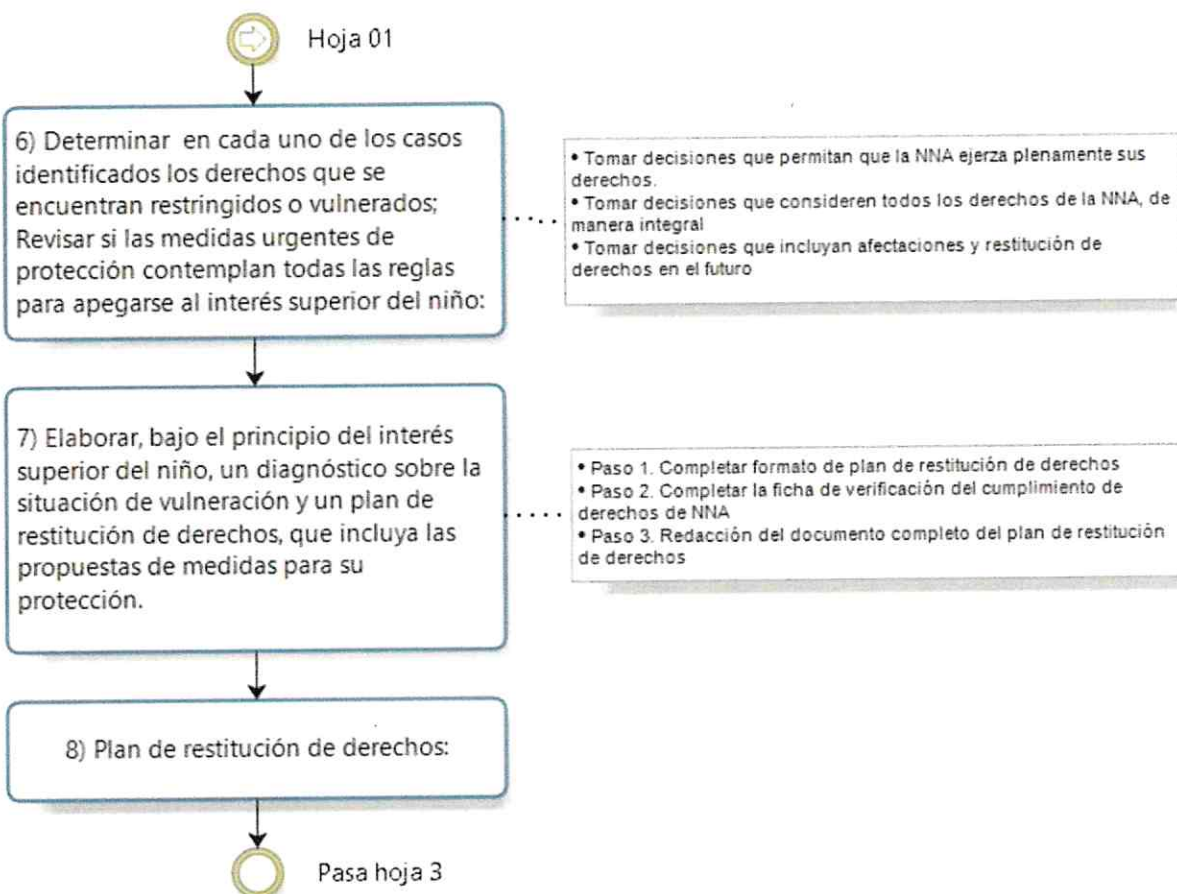 Hoja 01
6) Determinar en cada uno de los casos
identificados los derechos que se
encuentran restringidos o vulnerados;
Revisar si las medidas urgentes de
protección contemplan todas las reglas
para apegarse al interés superior del niño:
• Tomar decisiones que permitan que la NNA ejerza plenamente sus
derechos.
• Tomar decisiones que consideren todos los derechos de la NNA, de
manera integral
• Tomar decisiones que incluyan afectaciones y restitución de
derechos en el futuro
7) Elaborar, bajo el principio del interés
superior del niño, un diagnóstico sobre la
situación de vulneración y un plan de
restitución de derechos, que incluya las
propuestas de medidas para su
protección.
• Paso 1. Completar formato de plan de restitución de derechos
• Paso 2. Completar la ficha de verificación del cumplimiento de
derechos de NNA
• Paso 3. Redacción del documento completo del plan de restitución
de derechos
8) Plan de restitución de derechos:
Pasa hoja 3